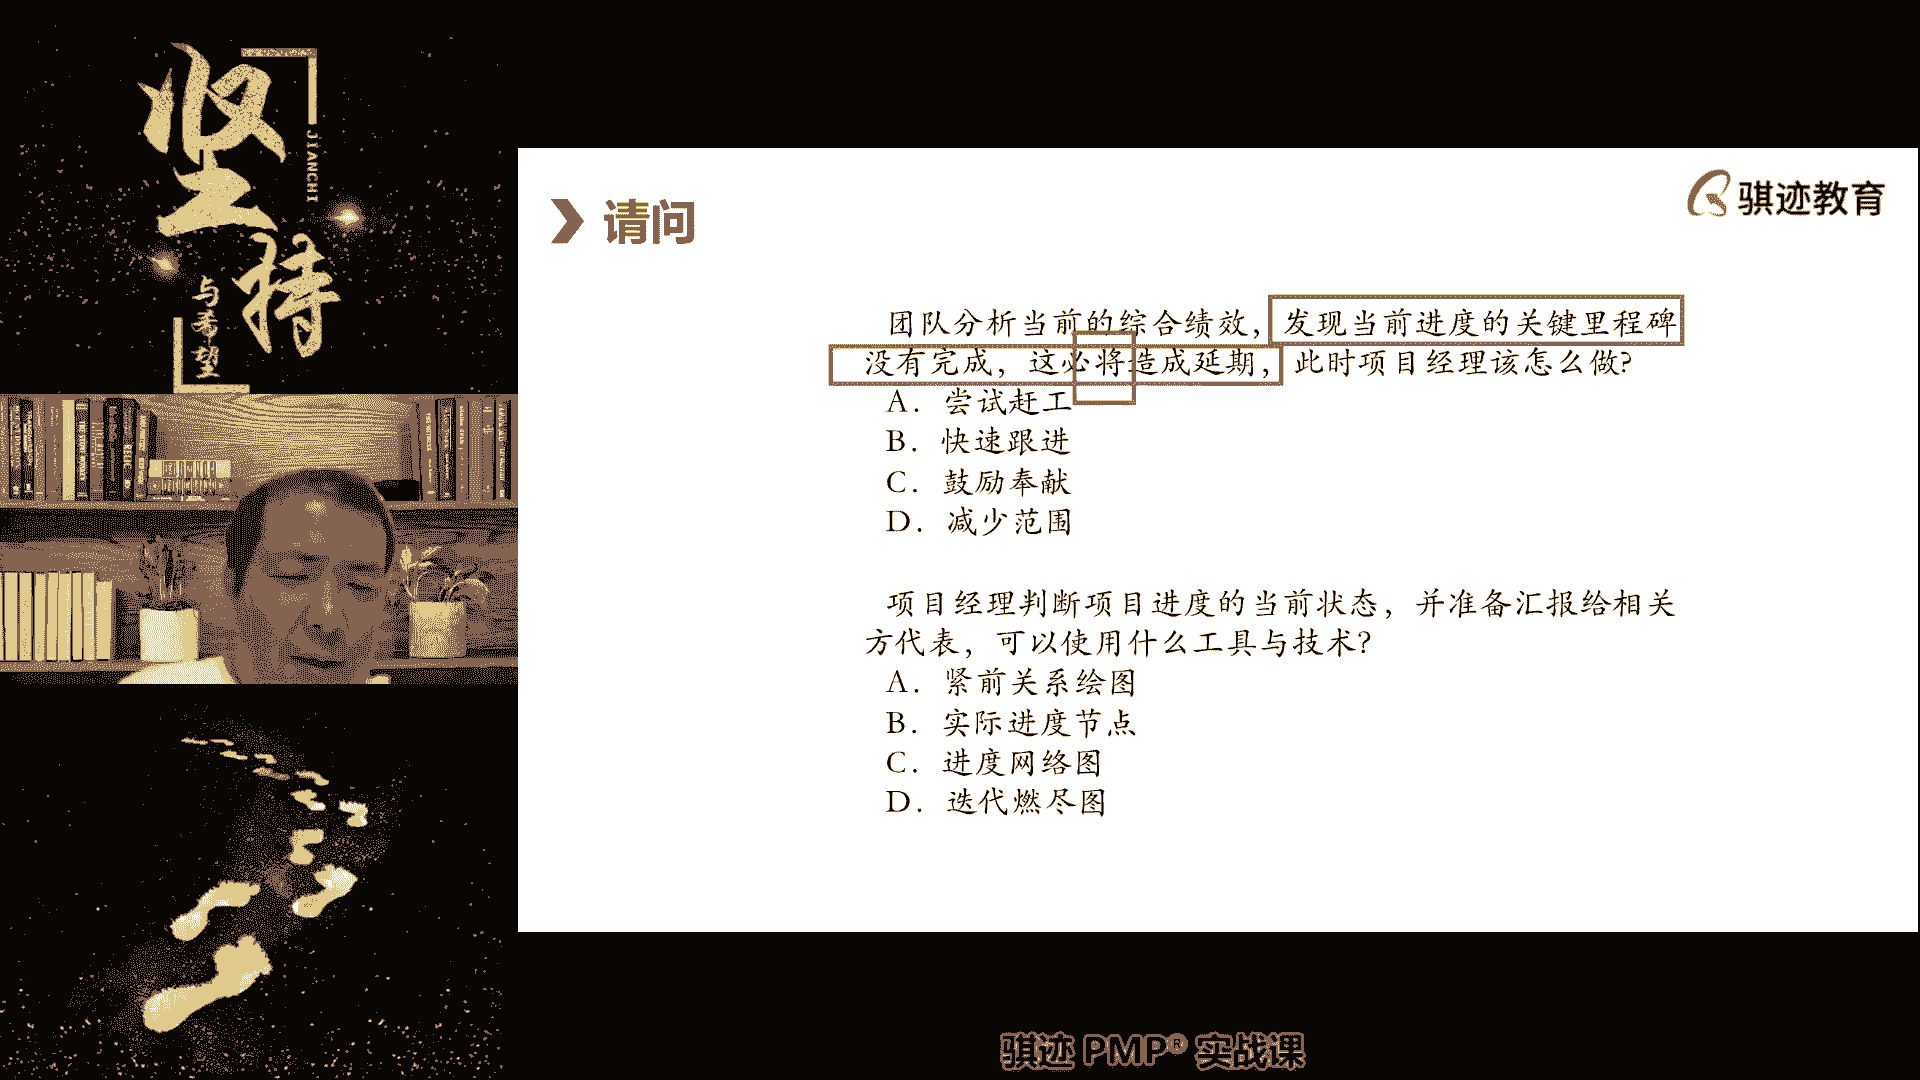 坚持
JIANCHI
与希望
请问
骐迹教育
团队分析当前的综合绩效，发现当前进度的关键里程碑
没有完成，这必将造成延期，此时项目经理该怎么做？
A．尝试赶工
B．快速跟进
C．鼓励奉献
D．减少范围
项目经理判断项目进度的当前状态，并准备汇报给相关
方代表，可以使用什么工具与技术？
A．紧前关系绘图
B．实际进度节点
C．进度网络图
D．迭代燃尽图
骐迹 PMP® 实战课